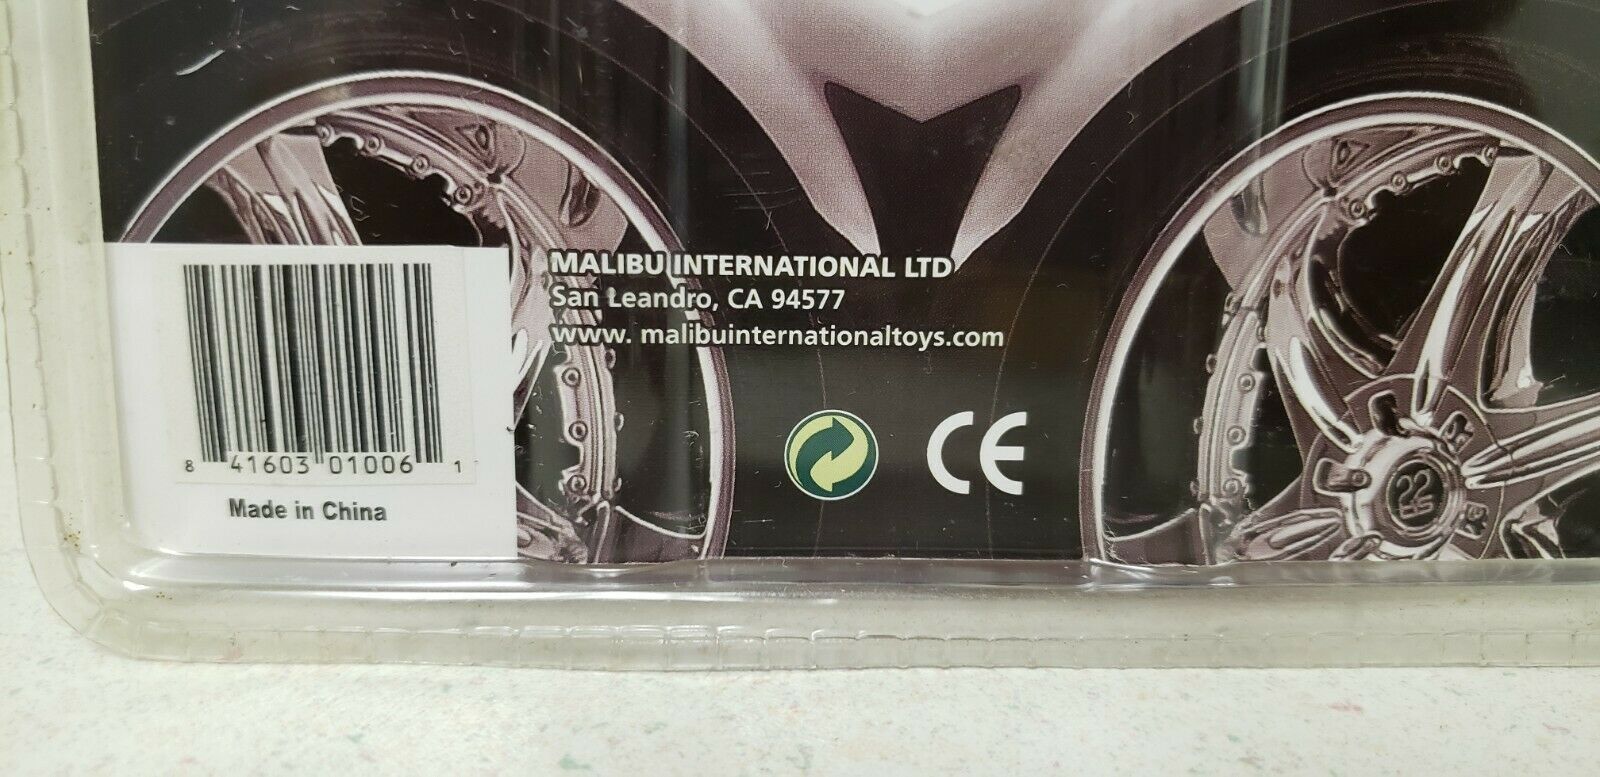 MALIBU INTERNATIONAL LTD
San Leandro, CA 94577
www. malibuinternationaltoys.com
CE
22
8 41603 01006 1
Made in China